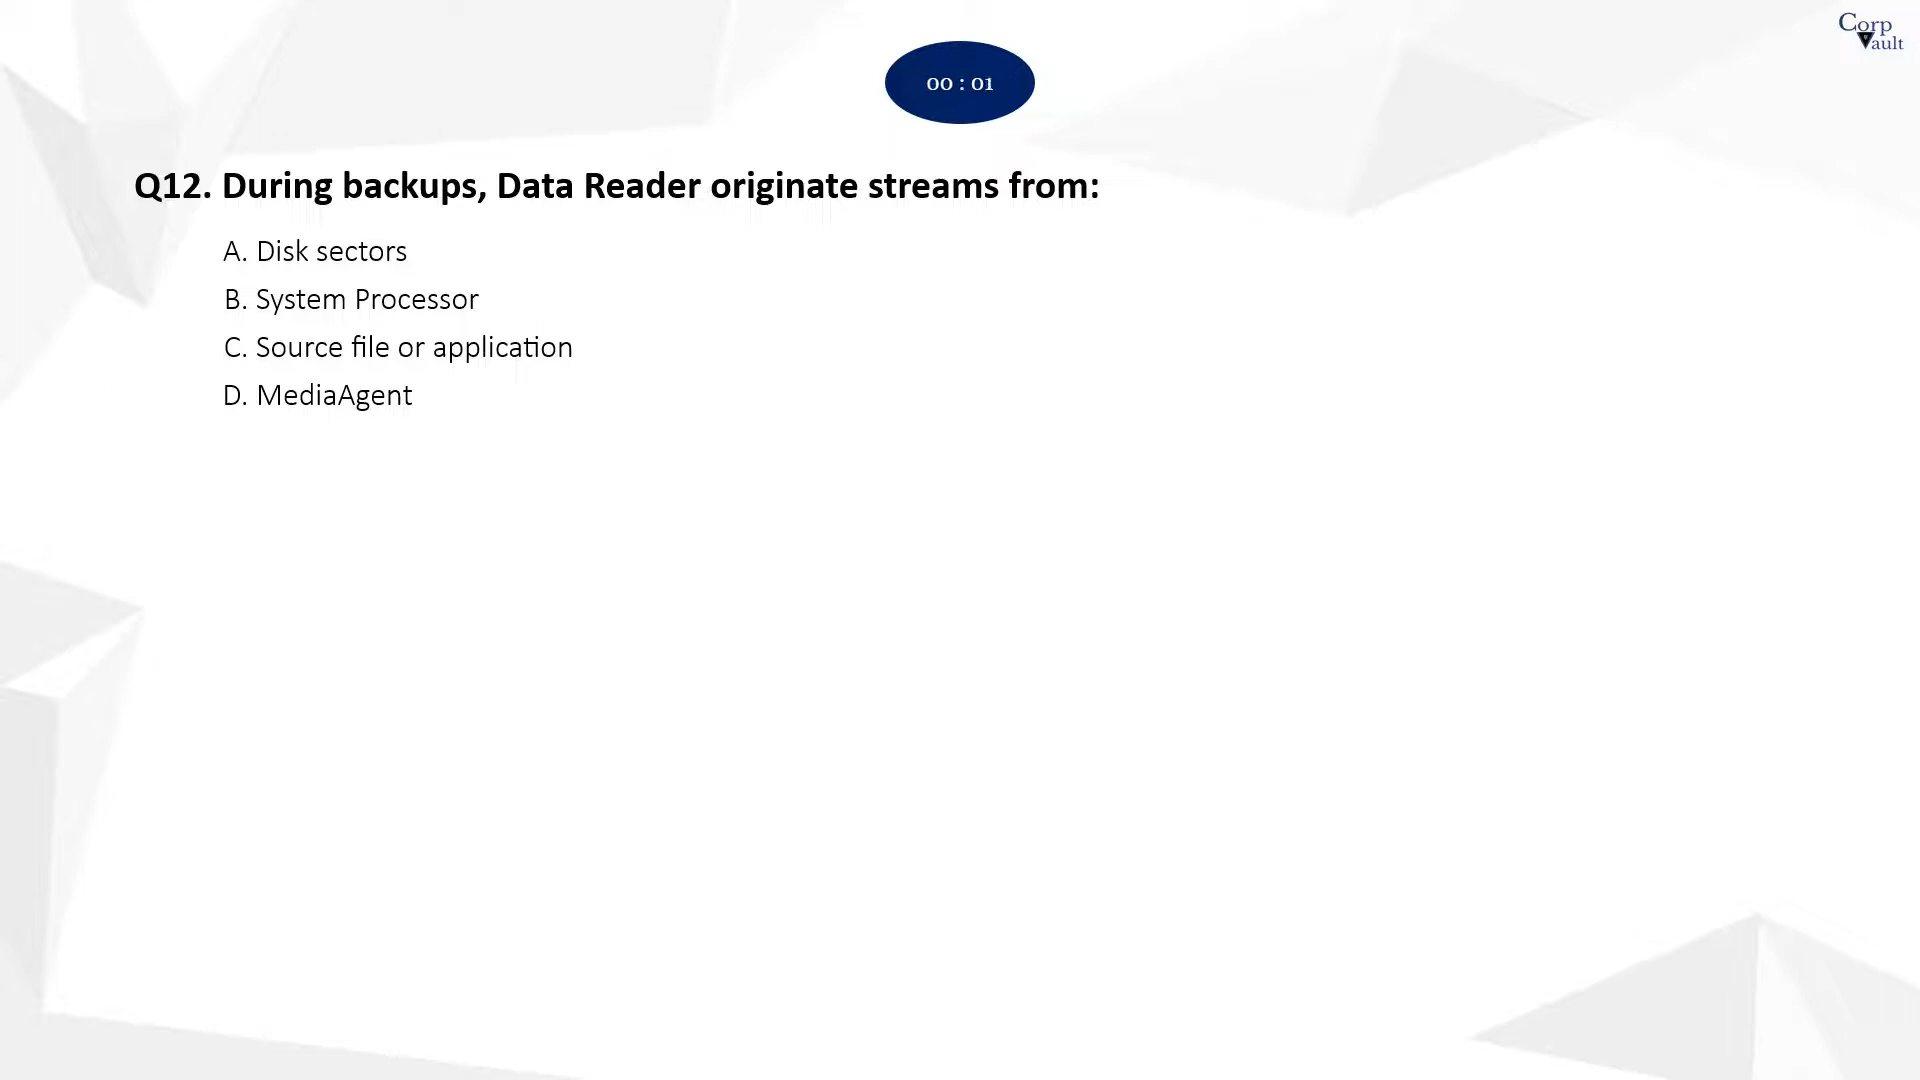 Corp
Vault
00 : 01
Q12. During backups, Data Reader originate streams from:
A. Disk sectors
B. System Processor
C. Source file or application
D. MediaAgent